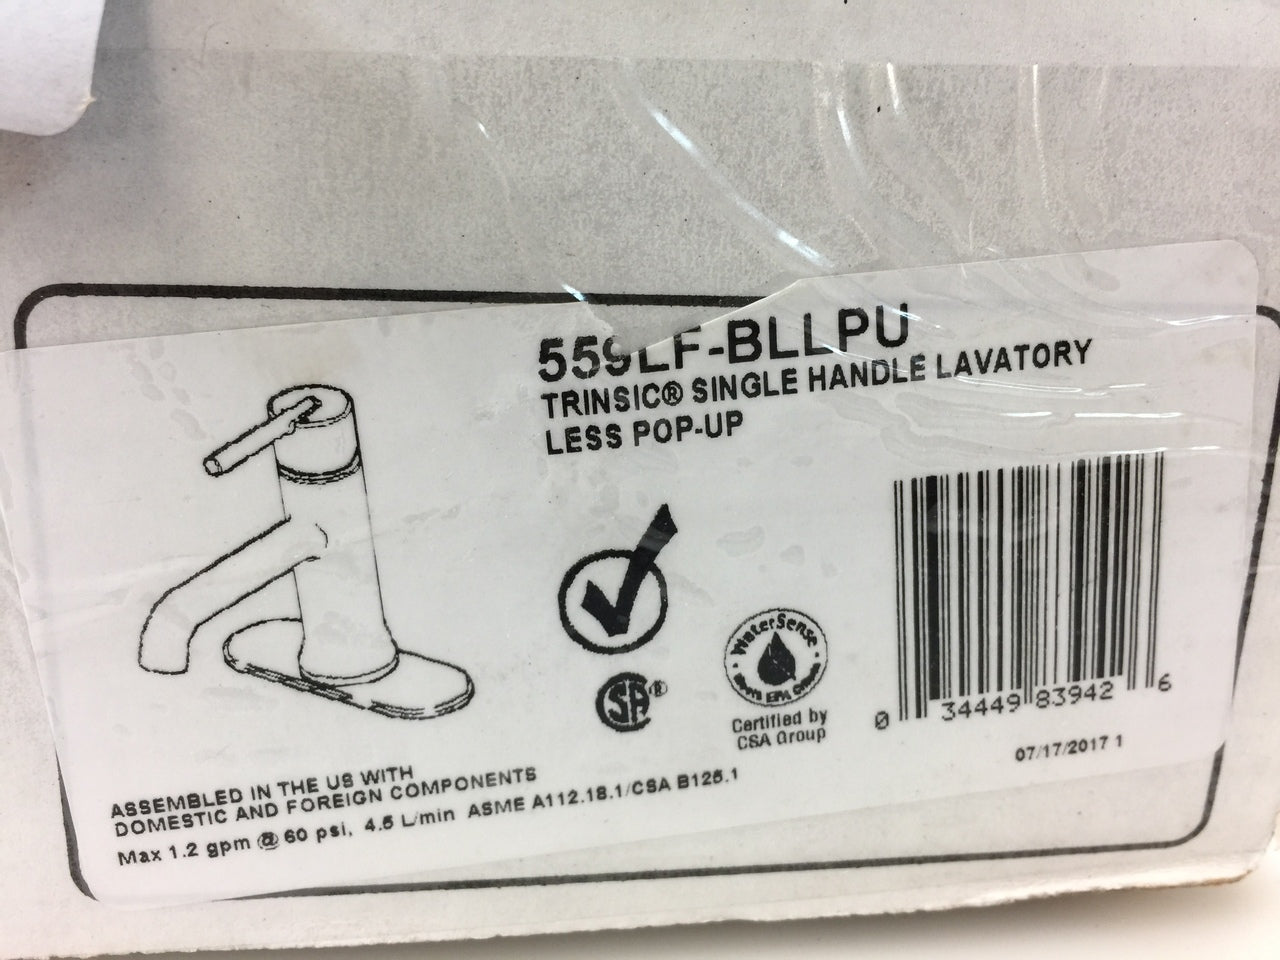 559LF-BLLPU
TRINSIC® SINGLE HANDLE LAVATORY
LESS POP-UP
WaterSense
Certified by
CSA Group
SA®
0 34449 83942 6
07/17/2017 1
ASSEMBLED IN THE US WITH
DOMESTIC AND FOREIGN COMPONENTS
Max 1.2 gpm @ 60 psi, 4.5 L/min ASME A112.18.1/CSA B125.1